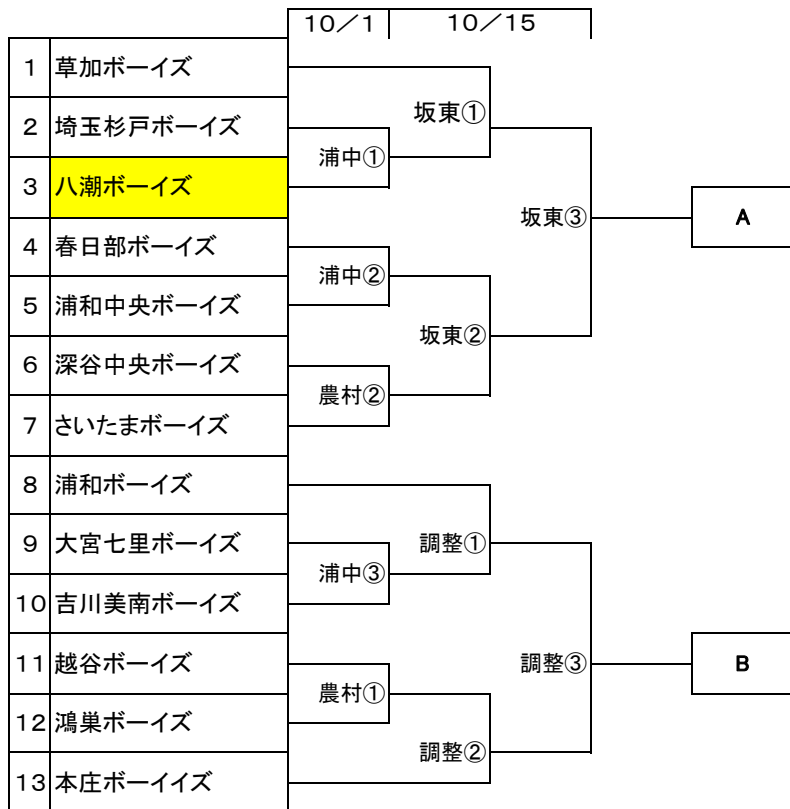 10／1 10／15
1 草加ボーイズ
坂東①
2 埼玉杉戸ボーイズ
浦中①
3 八潮ボーイズ
坂東③ A
4 春日部ボーイズ
浦中②
5 浦和中央ボーイズ
坂東②
6 深谷中央ボーイズ
農村②
7 さいたまボーイズ
8 浦和ボーイズ
9 大宮七里ボーイズ 調整①
浦中③
10 吉川美南ボーイズ
11 越谷ボーイズ 調整③ B
農村①
12 鴻巣ボーイズ
調整②
13 本庄ボーイイズ